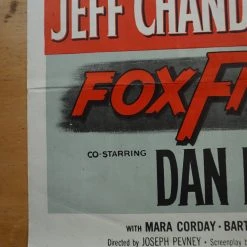 JEFF CHAND
FOXFI
CO-STARRING
DAN
WITH MARA CORDAY · BART
Directed by JOSEPH PEVNEY · Screenplay b